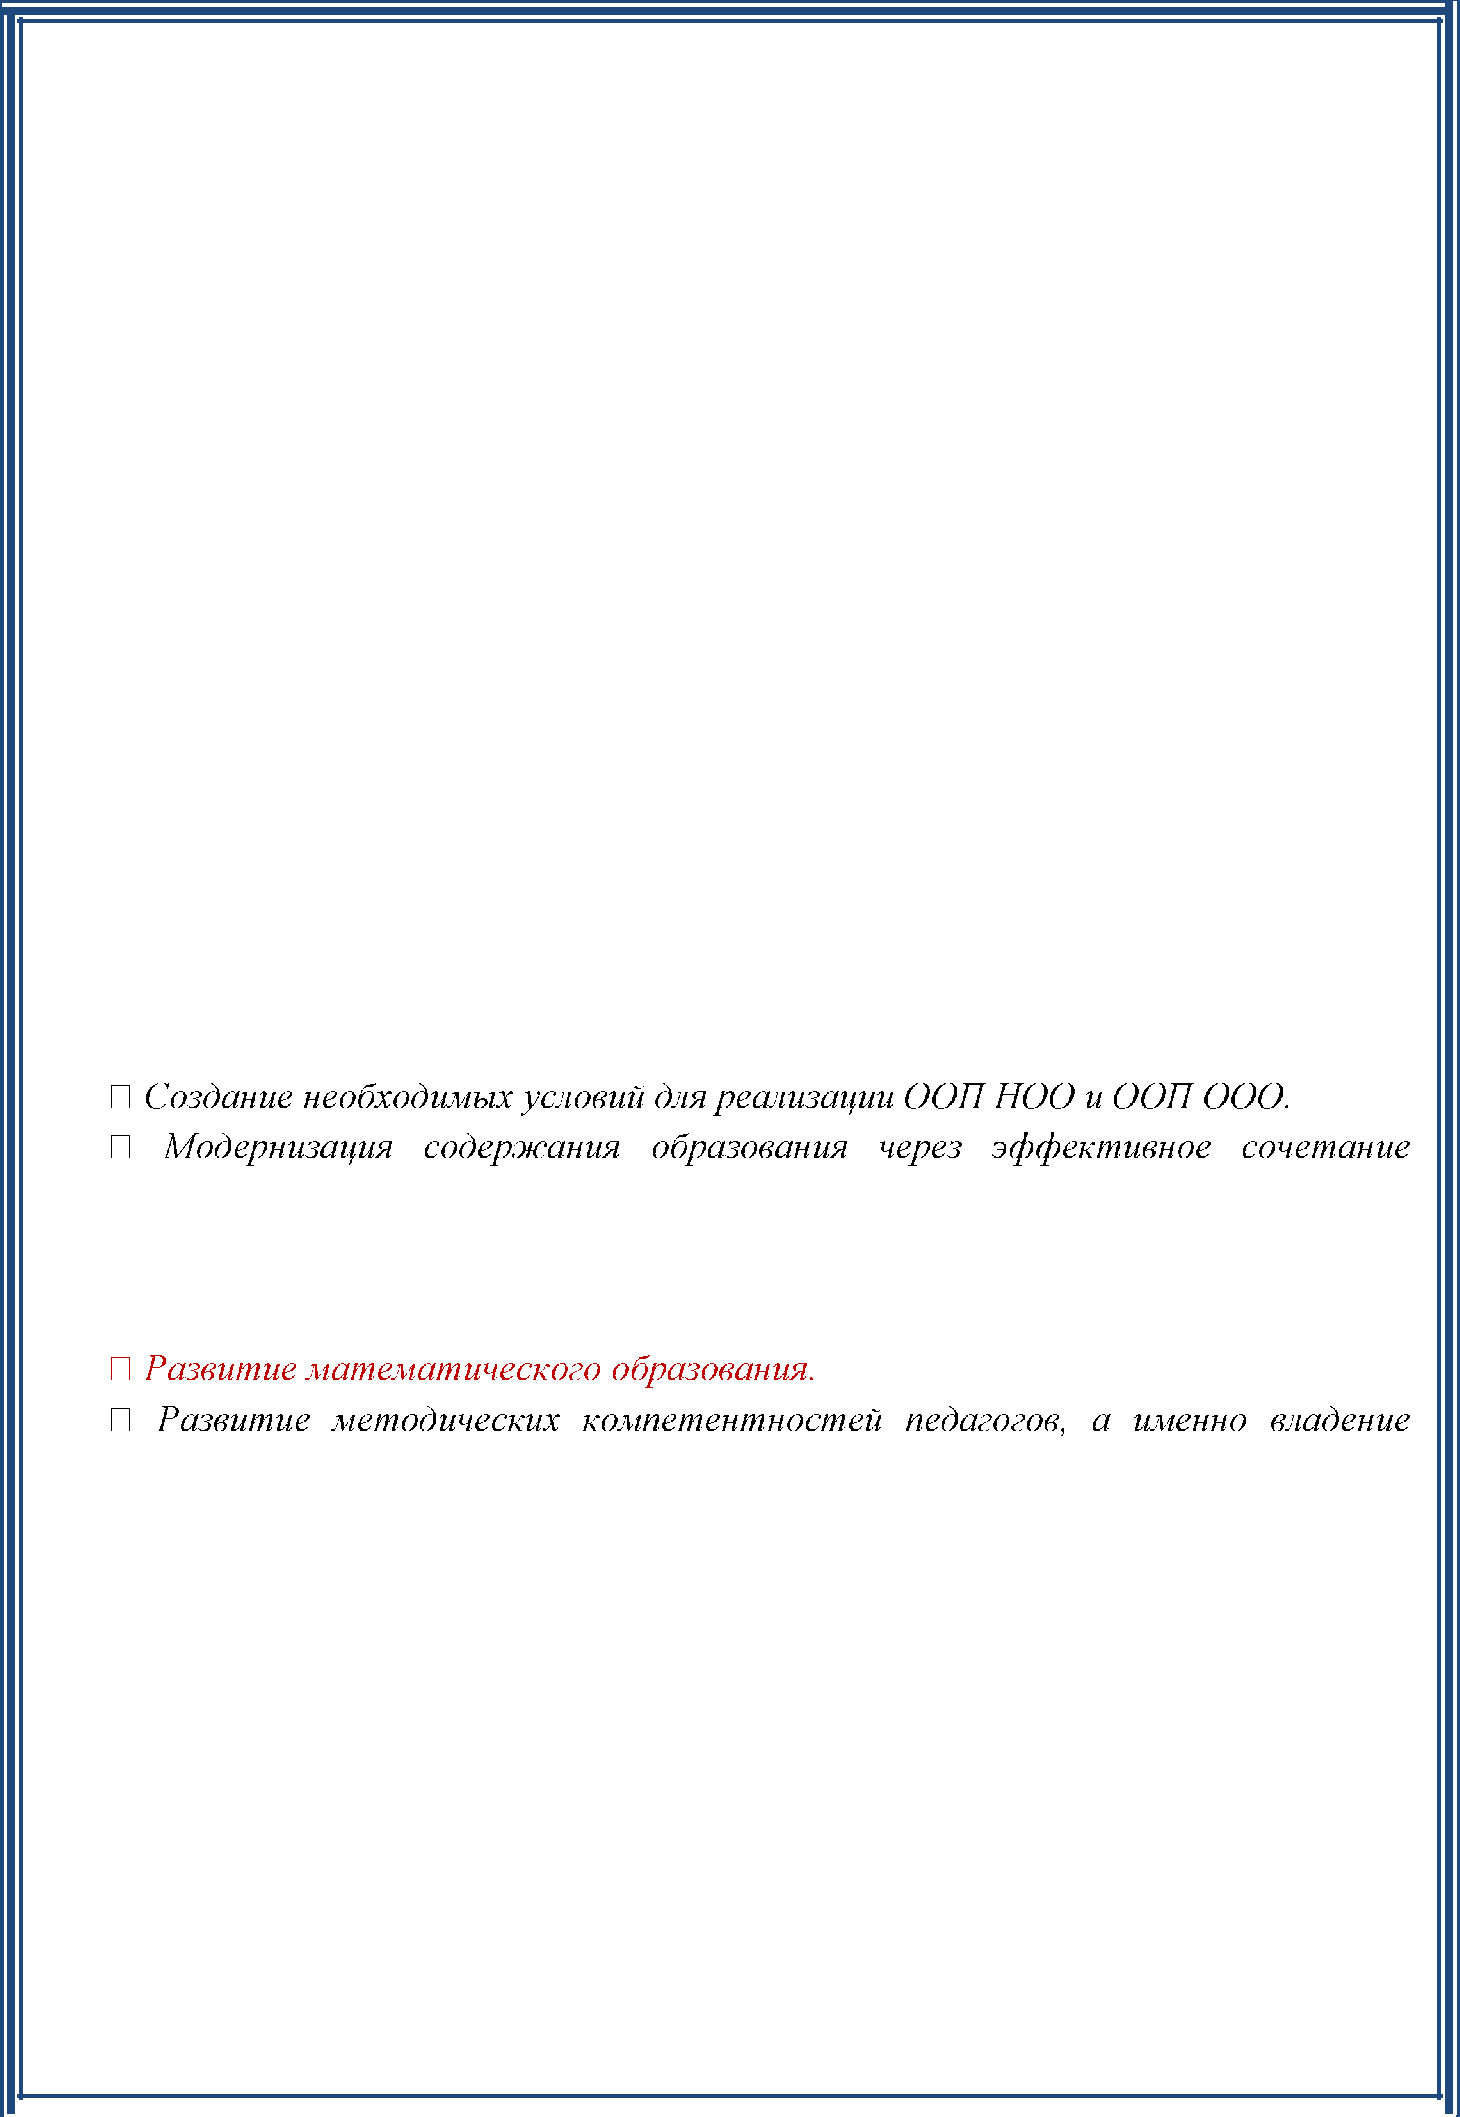 □ Создание необходимых условий для реализации ООП НОО и ООП ООО.
□ Модернизация содержания образования через эффективное сочетание
□ Развитие математического образования.
□ Развитие методических компетентностей педагогов, а именно владение